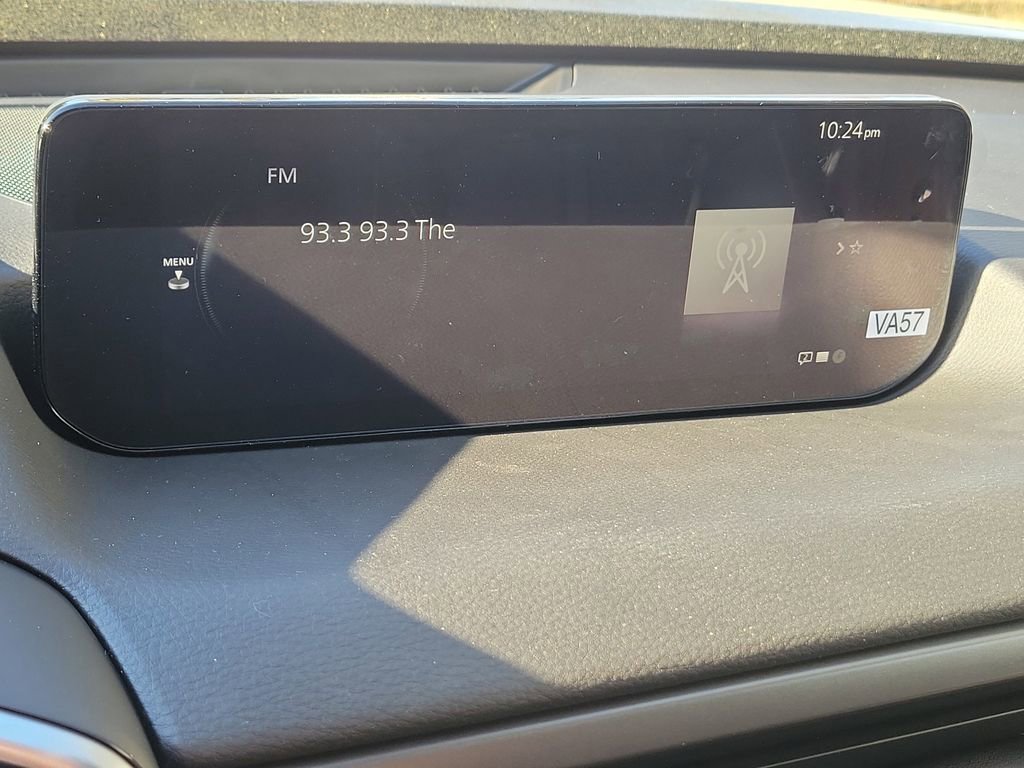 10:24pm
FM
93.3 93.3 The
MENU
VA57